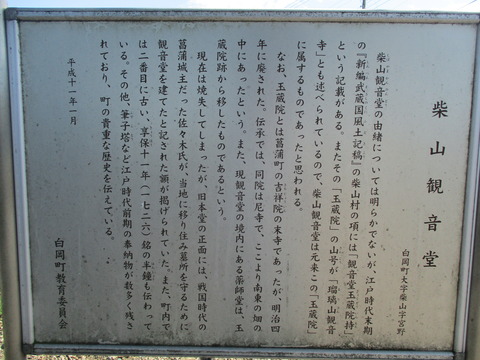 柴山観音堂
白岡町大字柴山字宮野
柴山観音堂の由緒については明らかでないが、江戸時代末期
の『新編武蔵国風土記稿』の柴山村の項には「観音堂玉蔵院持」
という記載がある。またその「玉蔵院」の山号が「瑠璃山観音
寺」とも述べられているので、柴山観音堂は元来この「玉蔵院」
に属するものであったと思われる。
なお、玉蔵院とは菖蒲町の吉祥院の末寺であったが、明治四
年に廃された。伝承では、同院は尼寺で、ここより南東の畑の
中にあったという。また、現観音堂の境内にある薬師堂は、玉
蔵院跡から移したものであるという。
現在は焼失してしまったが、旧本堂の正面には、戦国時代の
菖蒲城主だった佐々木氏が、当地に移り住み墓所を守るために
観音堂を建てたと記された額が掲げられていた。また、町内で
は二番目に古い、享保十一年(一七二六)銘の半鐘も伝わって
いる。その他、筆子塔など江戸時代前期の奉納物が数多く残さ
れており、町の貴重な歴史を伝えている。
平成十一年一月
白岡町教育委員会